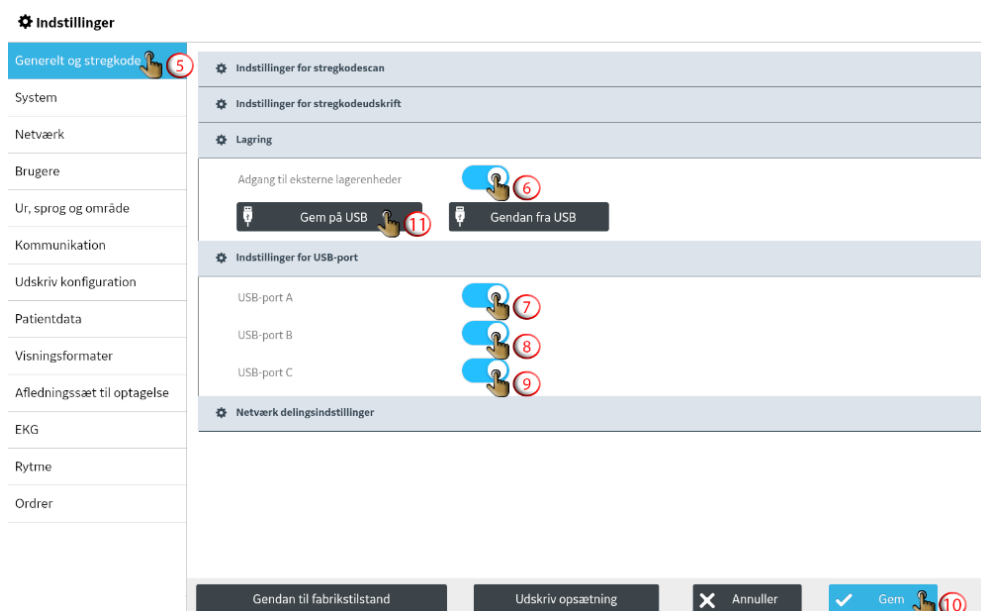 Indstillinger
Generelt og stregkode 5
System
Netværk
Brugere
Ur, sprog og område
Kommunikation
Udskriv konfiguration
Patientdata
Visningsformater
Afledningssæt til optagelse
EKG
Rytme
Ordrer
Indstillinger for stregkodescan
Indstillinger for stregkodeudskrift
Lagring
Adgang til eksterne lagerenheder 6
Gem på USB 11 Gendan fra USB
Indstillinger for USB-port
USB-port A 7
USB-port B 8
USB-port C 9
Netværk delingsindstillinger
Gendan til fabrikstilstand Udskriv opsætning Annuller Gem 10